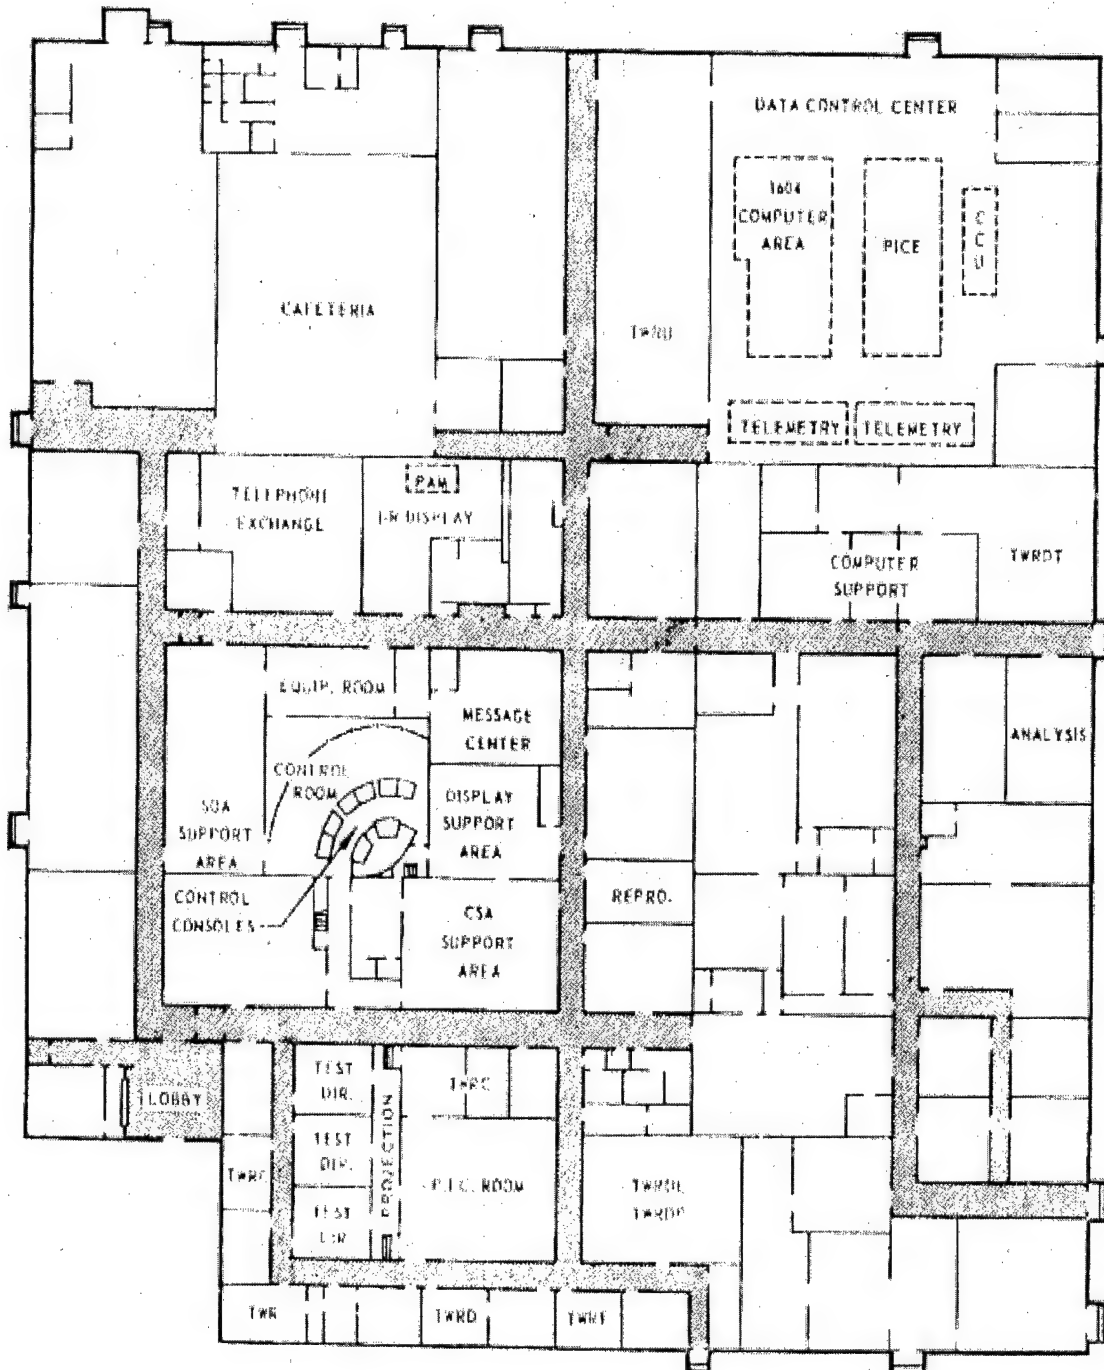 DATA CONTROL CENTER
1604
COMPUTER
AREA
PICE
CCU
CAFETERIA
TWRU
TELEMETRY
TELEMETRY
PAM
TELEPHONE
EXCHANGE
I-R DISPLAY
COMPUTER
SUPPORT
TWRDT
EQUIP. ROOM
MESSAGE
CENTER
ANALYSIS
CONTROL
ROOM
SOA
SUPPORT
AREA
DISPLAY
SUPPORT
AREA
CONTROL
CONSOLES
CSA
SUPPORT
AREA
REPRO.
LOBBY
TEST
DIR.
TEST
DIR.
TEST
DIR
PROJECTION
TWRC
ROOM
TWR
TWRD
TWRF